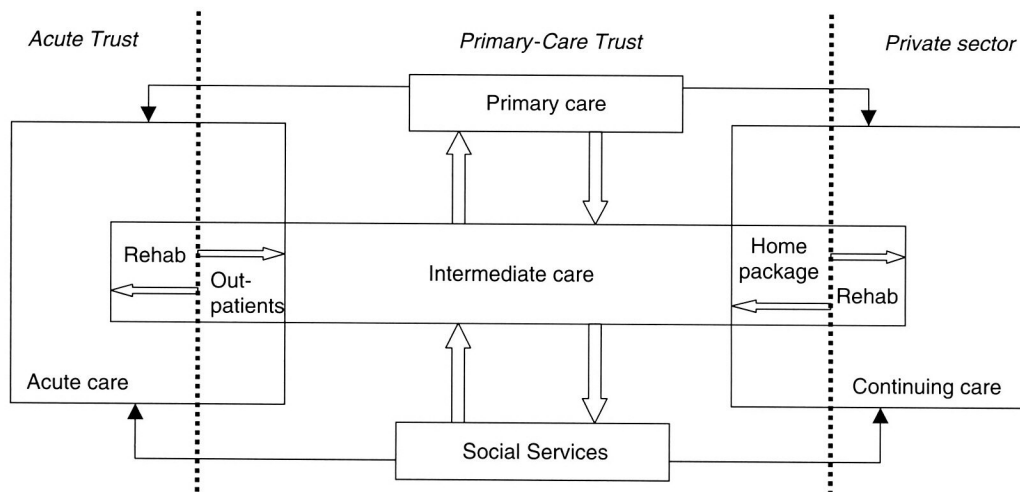 Acute Trust
Primary-Care Trust
Private sector
Primary care
Rehab
Out-
patients
Intermediate care
Home
package
Rehab
Acute care
Continuing care
Social Services